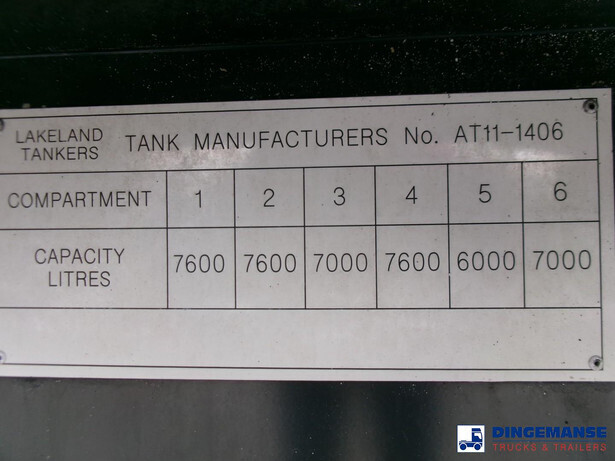 LAKELAND TANKERS
TANK MANUFACTURERS No. AT11-1406
COMPARTMENT 1 2 3 4 5 6
CAPACITY LITRES 7600 7600 7000 7600 6000 7000
DINGEMANSE
TRUCKS & TRAILERS